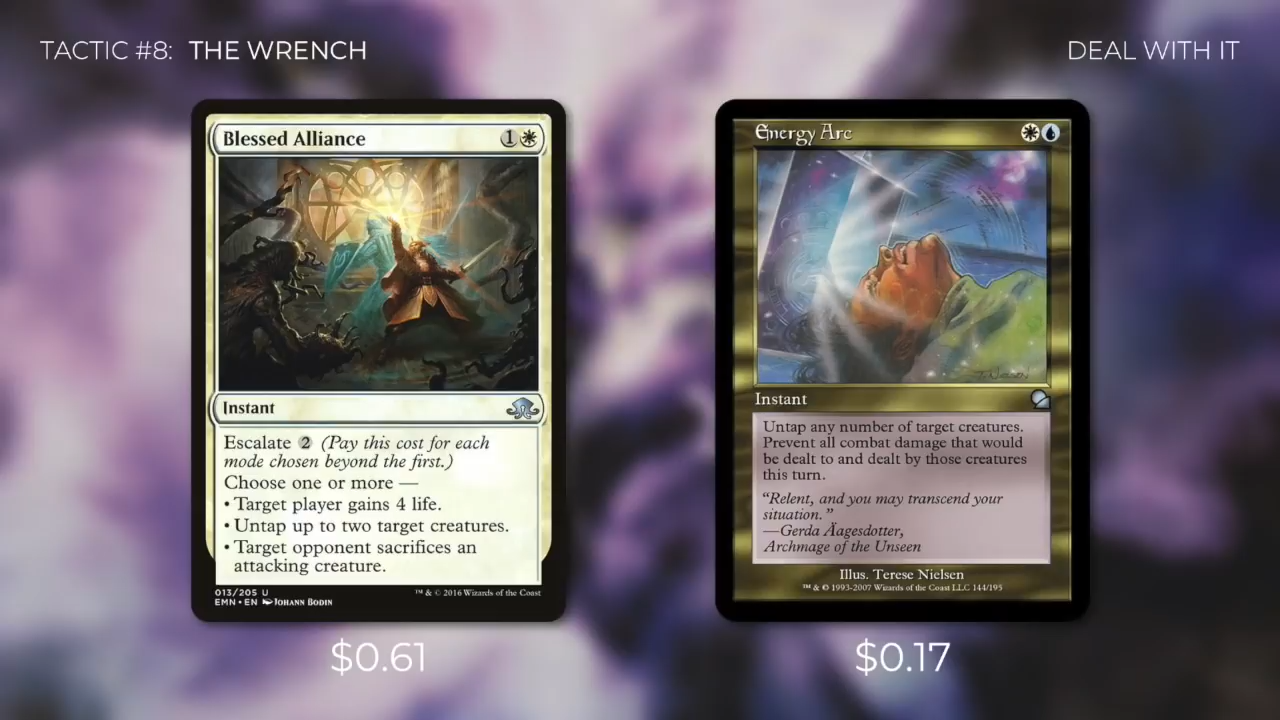 TACTIC #8: THE WRENCH
DEAL WITH IT
Blessed Alliance 1
Instant
Escalate 2 (Pay this cost for each
mode chosen beyond the first.)
Choose one or more —
• Target player gains 4 life.
• Untap up to two target creatures.
• Target opponent sacrifices an
attacking creature.
013/205 U
EMN • EN Johann Bodin
™ & © 2016 Wizards of the Coast
$0.61
Energy Arc
Instant
Untap any number of target creatures.
Prevent all combat damage that would
be dealt to and dealt by those creatures
this turn.
“Relent, and you may transcend your
situation.”
—Gerda Äagesdotter,
Archmage of the Unseen
Illus. Terese Nielsen
™ & © 1993-2007 Wizards of the Coast LLC 144/195
$0.17